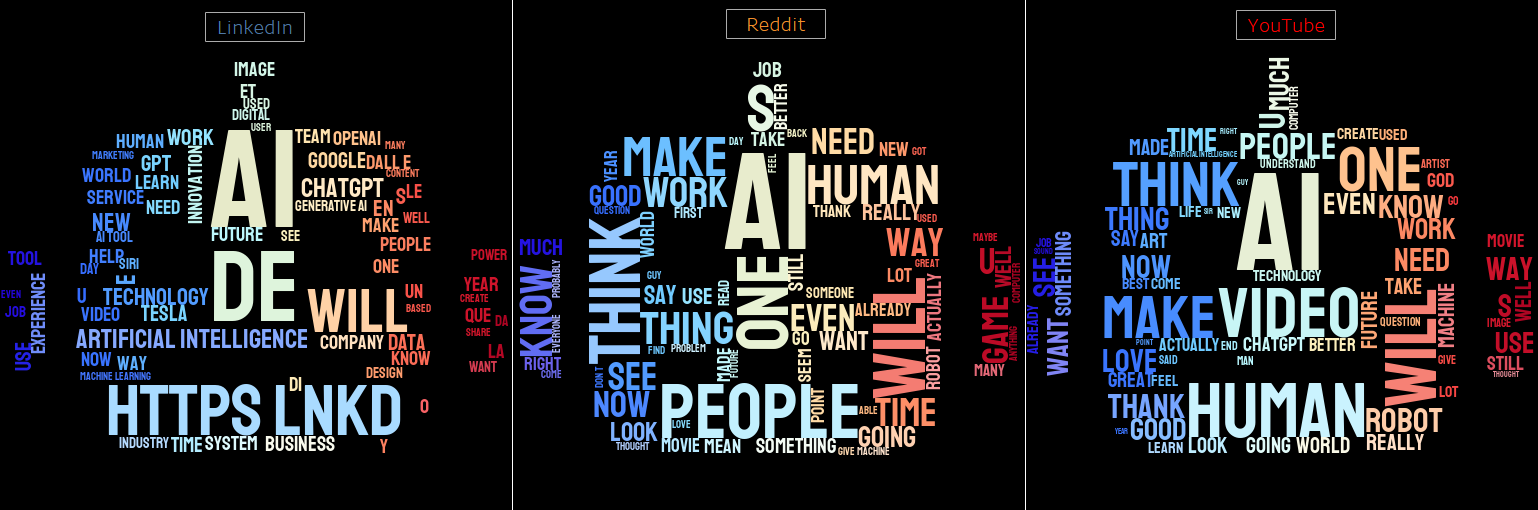 LinkedIn
IMAGE
ET
USED
DIGITAL
USER
HUMAN
WORK
AI
TEAM
OPENAI
MANY
MARKETING
GPT
INNOVATION
GOOGLE
DALLE
CONTENT
WORLD
LEARN
CHATGPT
S
LE
SERVICE
NEED
GENERATIVE AI
EN
WELL
NEW
MAKE
AI TOOL
FUTURE
SEE
PEOPLE
TOOL
HELP
DAY
SIRI
DE
ONE
POWER
EVEN
EXPERIENCE
E
YEAR
U
TECHNOLOGY
WILL
UN
CREATE
JOB
VIDEO
TESLA
BASED
QUE
DA
ARTIFICIAL INTELLIGENCE
COMPANY
DATA
SHARE
USE
NOW
WAY
KNOW
LA
MACHINE LEARNING
DESIGN
WANT
DI
HTTPS LNKD
O
INDUSTRY
TIME
SYSTEM
BUSINESS
Y
Reddit
JOB
S
BETTER
DAY
TAKE
BACK
NEED
NEW
GOT
YEAR
MAKE
AI
FEEL
HUMAN
GOOD
WORK
QUESTION
FIRST
THANK
REALLY
USED
WORLD
WAY
MUCH
THINK
GREAT
KNOW
PROBABLY
GUY
ONE
STILL
LOT
U
WELL
COMPUTER
SAY
USE
READ
SOMEONE
ACTUALLY
MAYBE
THING
EVEN
ALREADY
GAME
EVERYONE
GO
WANT
WILL
ANYTHING
FIND
PROBLEM
RIGHT
COME
MADE
FUTURE
SEEM
ROBOT
MANY
DON T
SEE
NOW
PEOPLE
POINT
ABLE
TIME
LOVE
LOOK
GOING
THOUGHT
MOVIE
MEAN
SOMETHING
GIVE
MACHINE
YouTube
MUCH
U
COMPUTER
MADE
TIME
RIGHT
PEOPLE
CREATE
USED
ARTIFICIAL INTELLIGENCE
UNDERSTAND
ONE
ARTIST
THINK
GUY
AI
GOD
THING
LIFE
SIR
NEW
EVEN
KNOW
GO
SAY
ART
WORK
JOB
SEE
SOMETHING
NOW
NEED
MOVIE
BEST
COME
TECHNOLOGY
TAKE
WAY
MAKE
VIDEO
FUTURE
WILL
MACHINE
S
WELL
ALREADY
WANT
QUESTION
IMAGE
POINT
ACTUALLY
END
CHATGPT
BETTER
USE
LOVE
SAID
MAN
GIVE
STILL
GREAT
FEEL
THOUGHT
THANK
HUMAN
LOT
YEAR
GOOD
ROBOT
LEARN
LOOK
GOING
WORLD
REALLY